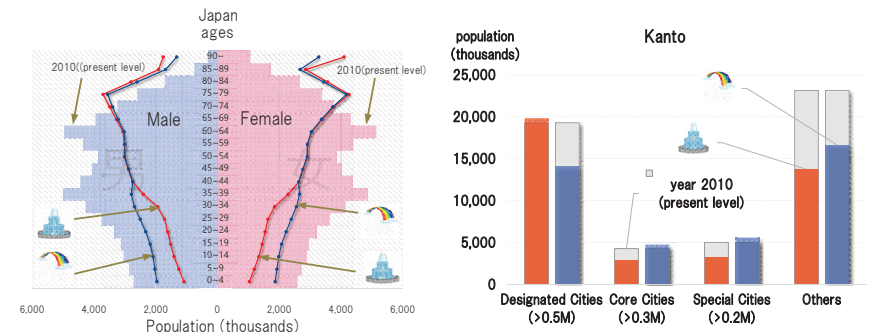 Japan
ages
2010((present level)
2010(present level)
Male
Female
男
女
90~
85~89
80~84
75~79
70~74
65~69
60~64
55~59
50~54
45~49
40~44
35~39
30~34
25~29
20~24
15~19
10~14
5~9
0~4
6,000 4,000 2,000 0 2,000 4,000 6,000
Population (thousands)
Kanto
population
(thousands)
25,000
20,000
15,000
10,000
5,000
0
year 2010
(present level)
Designated Cities
(>0.5M)
Core Cities
(>0.3M)
Special Cities
(>0.2M)
Others